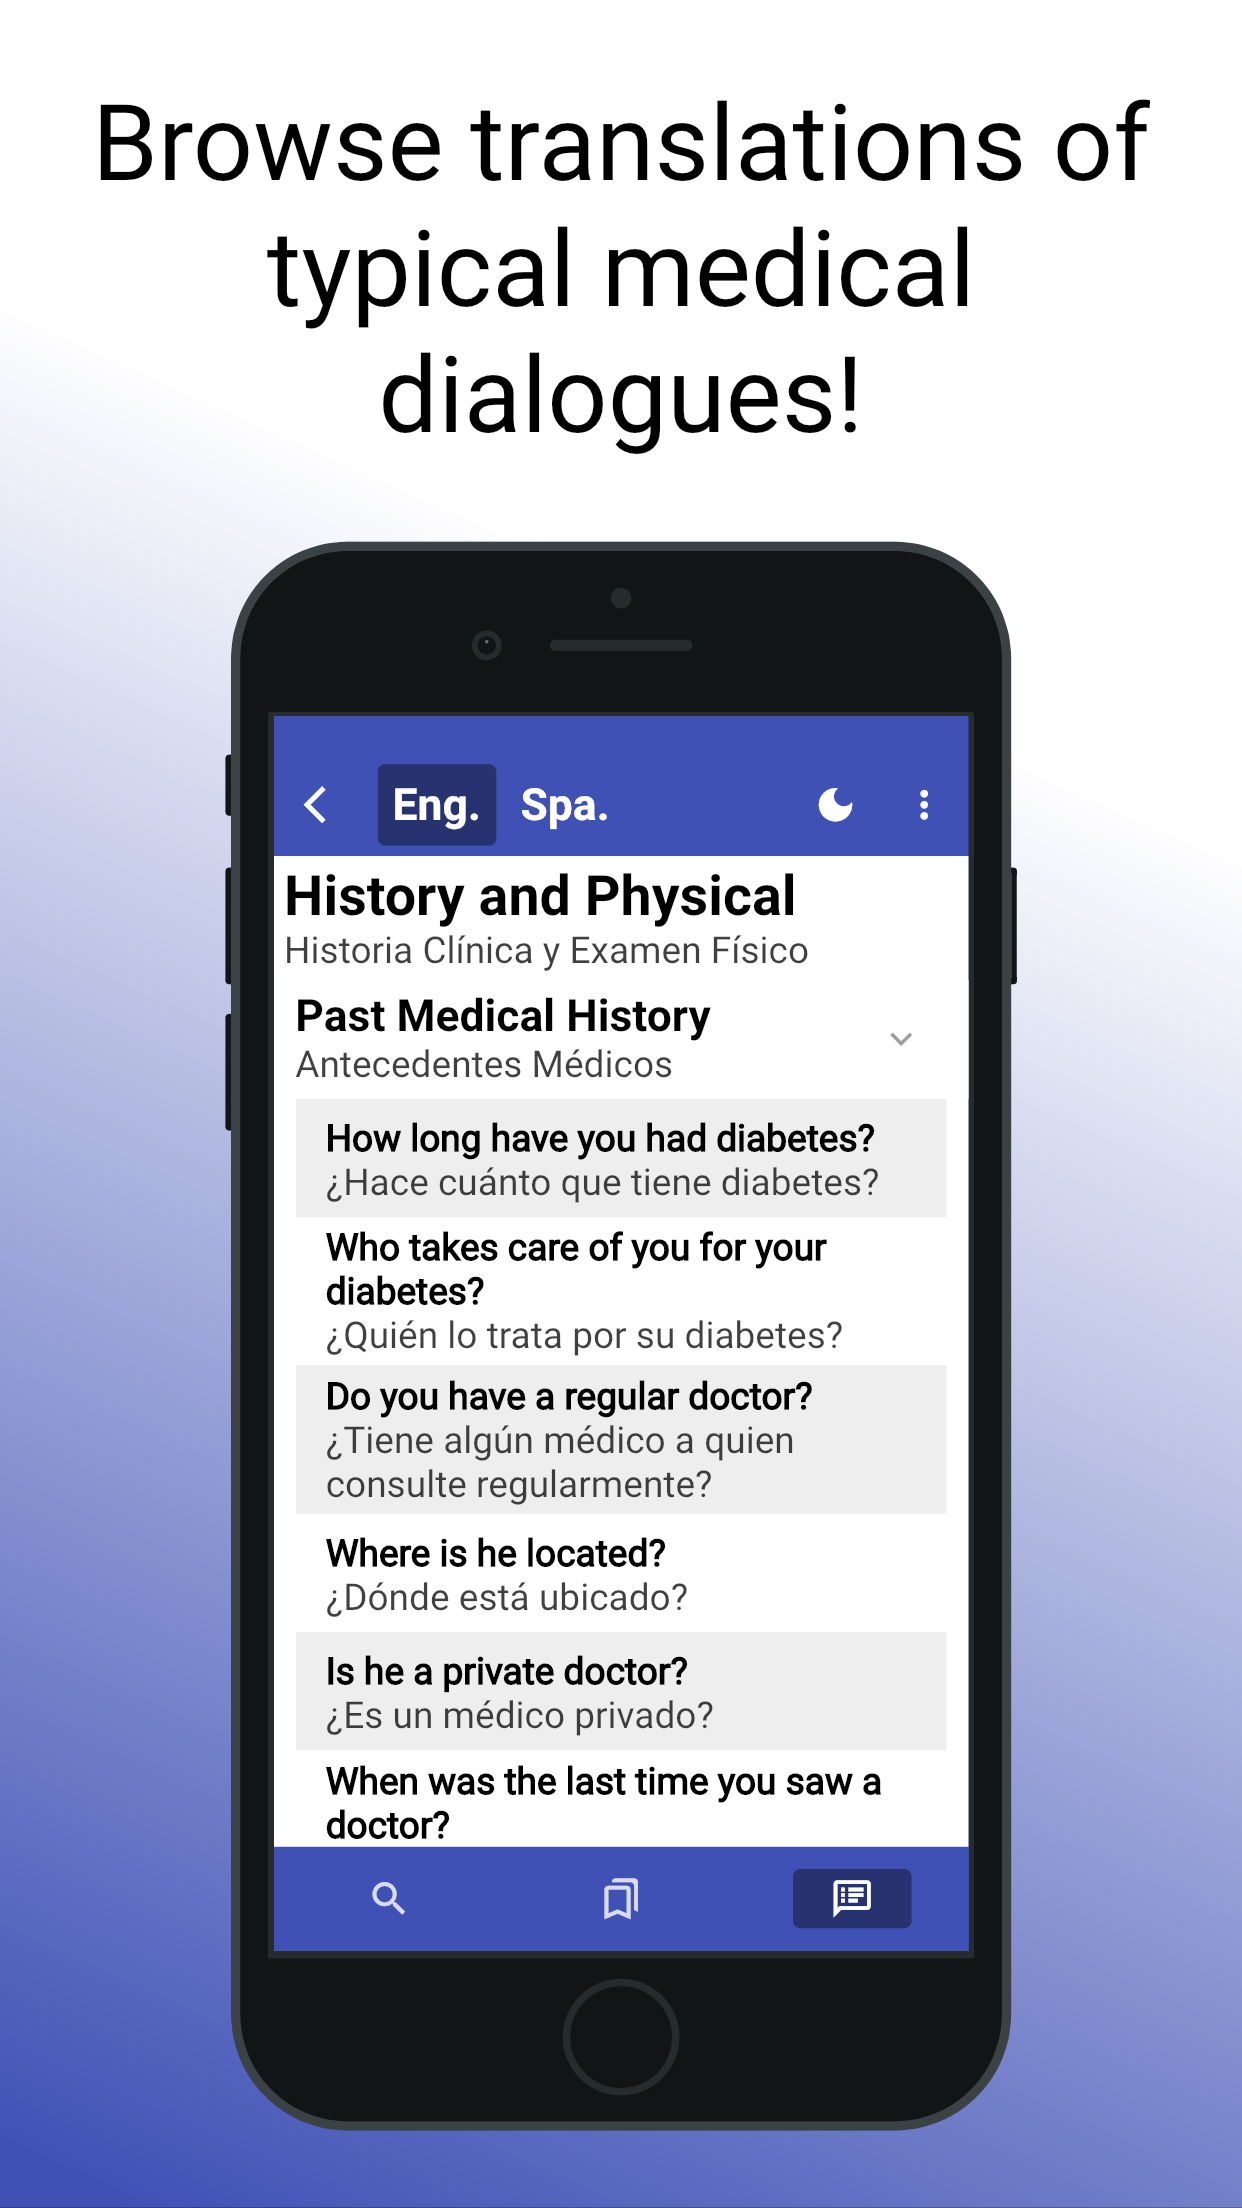 Browse translations of
typical medical
dialogues!
Eng. Spa.
History and Physical
Historia Clínica y Examen Físico
Past Medical History
Antecedentes Médicos
How long have you had diabetes?
¿Hace cuánto que tiene diabetes?
Who takes care of you for your
diabetes?
¿Quién lo trata por su diabetes?
Do you have a regular doctor?
¿Tiene algún médico a quien
consulte regularmente?
Where is he located?
¿Dónde está ubicado?
Is he a private doctor?
¿Es un médico privado?
When was the last time you saw a
doctor?